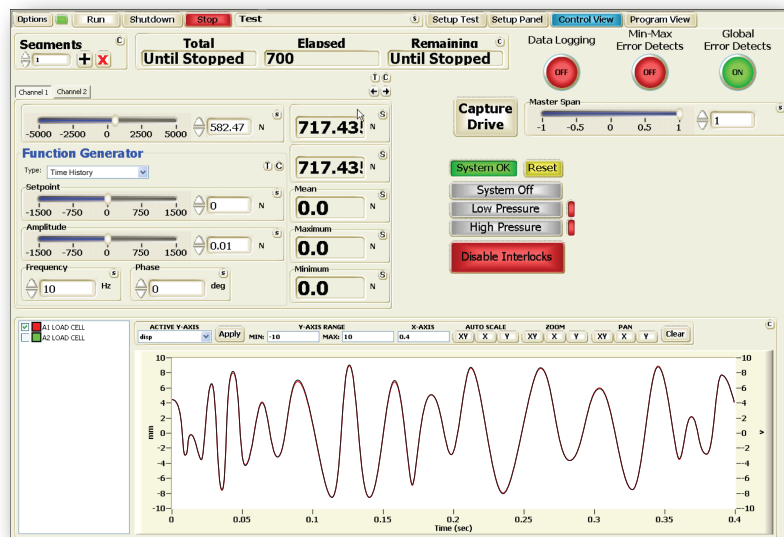 Options Run Shutdown Stop Test S Setup Test Setup Panel Control View Program View
Segments C
1 + X
Total Elapsed Remaining C
Until Stopped 700 Until Stopped
Data Logging Min-Max Error Detects Global Error Detects
OFF OFF ON
T C
Channel 1 Channel 2
S
-5000 -2500 0 2500 5000
582.47 N
717.435 N S
Capture Drive
Master Span S
-1 -0.5 0 0.5 1
1
Function Generator
T C
Type: Time History
717.435 N S
System OK Reset
System Off
Low Pressure
High Pressure
Disable Interlocks
Setpoint S
-1500 -750 0 750 1500
0 N
Mean S
0.0 N
Amplitude S
-1500 -750 0 750 1500
0.01 N
Maximum S
0.0 N
Frequency S
10 Hz
Phase S
0 deg
Minimum S
0.0 N
A1 LOAD CELL
A2 LOAD CELL
C
ACTIVE Y-AXIS Y-AXIS RANGE X-AXIS AUTO SCALE ZOOM PAN
disp Apply MIN: -10 MAX: 10 0.4 XY X Y XY X Y XY X Y Clear
10 10
8 8
6 6
4 4
2 2
0 0
-2 -2
-4 -4
-6 -6
-8 -8
-10 -10
mm
V
0 0.05 0.1 0.15 0.2 0.25 0.3 0.35 0.4
Time (sec)